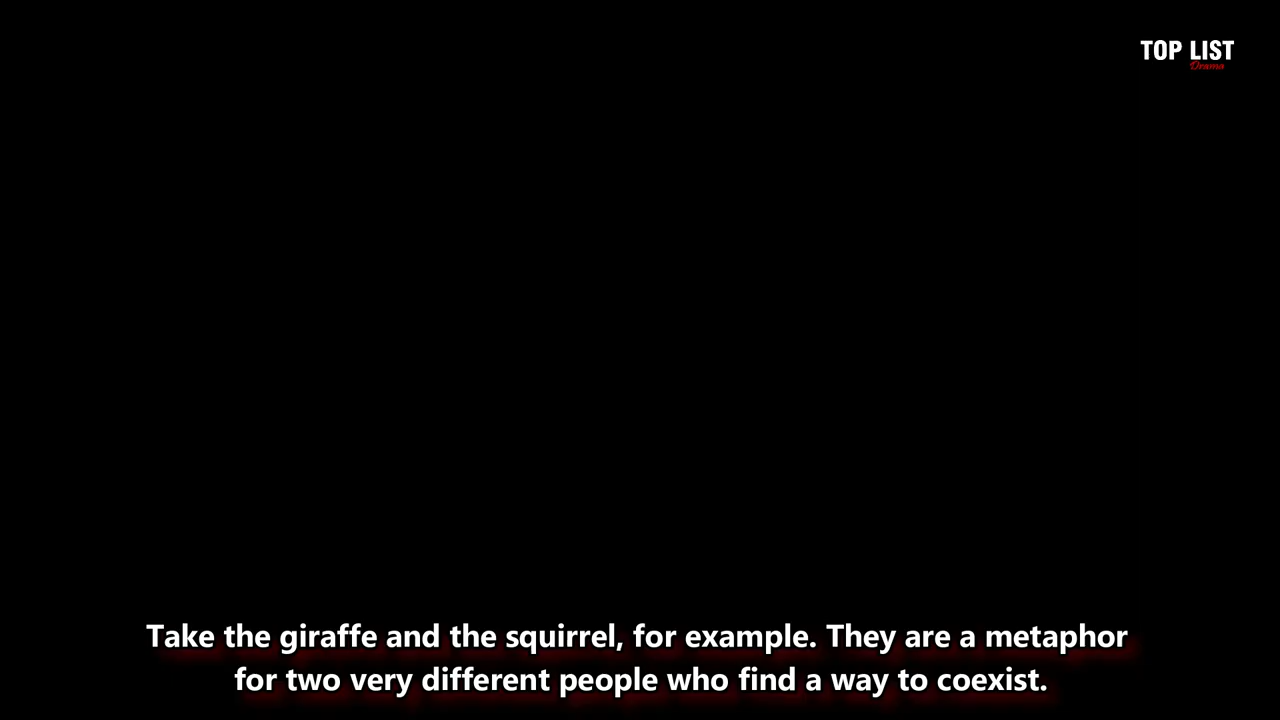 TOP LIST
Drama
Take the giraffe and the squirrel, for example. They are a metaphor
for two very different people who find a way to coexist.